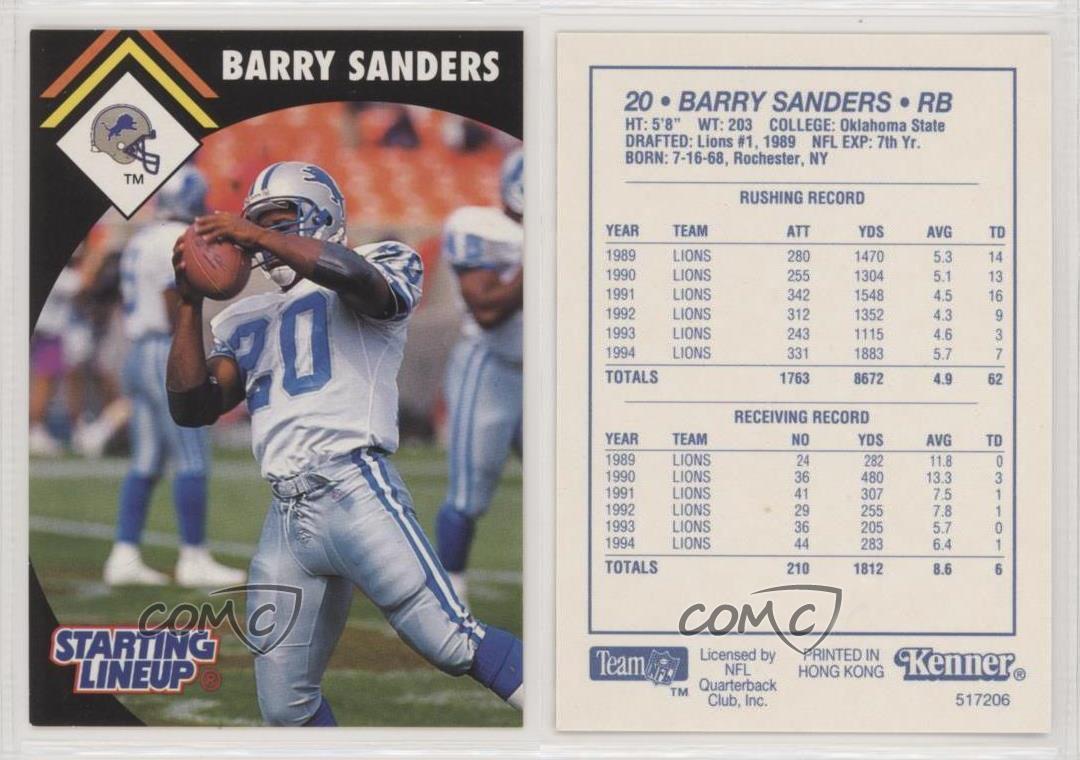 BARRY SANDERS
TM
20
COMC
STARTING
LINEUP®
20 • BARRY SANDERS • RB
HT: 5'8" WT: 203 COLLEGE: Oklahoma State
DRAFTED: Lions #1, 1989 NFL EXP: 7th Yr.
BORN: 7-16-68, Rochester, NY
RUSHING RECORD
YEAR TEAM ATT YDS AVG TD
1989 LIONS 280 1470 5.3 14
1990 LIONS 255 1304 5.1 13
1991 LIONS 342 1548 4.5 16
1992 LIONS 312 1352 4.3 9
1993 LIONS 243 1115 4.6 3
1994 LIONS 331 1883 5.7 7
TOTALS 1763 8672 4.9 62
RECEIVING RECORD
YEAR TEAM NO YDS AVG TD
1989 LIONS 24 282 11.8 0
1990 LIONS 36 480 13.3 3
1991 LIONS 41 307 7.5 1
1992 LIONS 29 255 7.8 1
1993 LIONS 36 205 5.7 0
1994 LIONS 44 283 6.4 1
TOTALS 210 1812 8.6 6
COMC
Team NFL TM
Licensed by
NFL
Quarterback
Club, Inc.
PRINTED IN
HONG KONG
Kenner®
517206